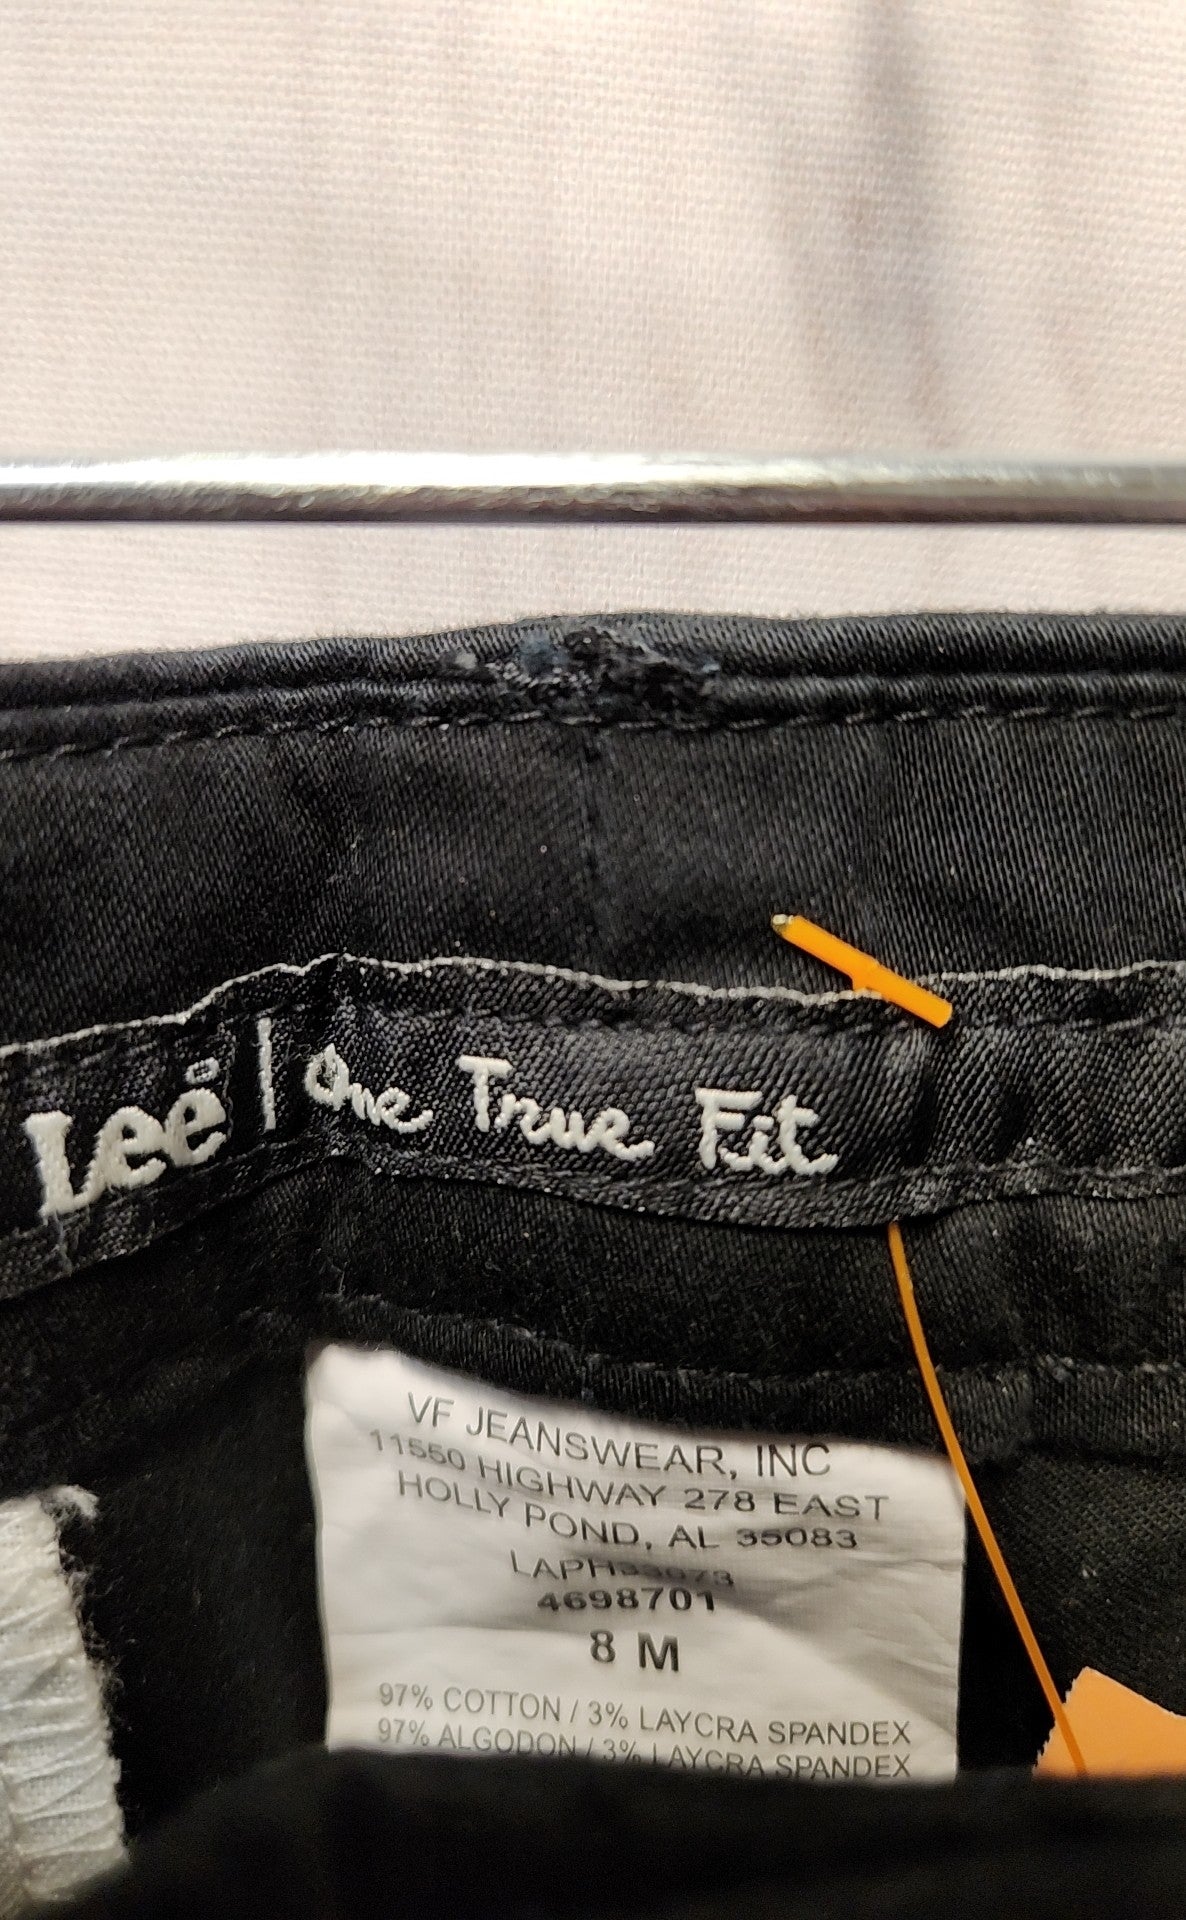 Lee | One True Fit
VF JEANSWEAR, INC
11550 HIGHWAY 278 EAST
HOLLY POND, AL 35083
LAPH33073
4698701
8 M
97% COTTON / 3% LAYCRA SPANDEX
97% ALGODON / 3% LAYCRA SPANDEX